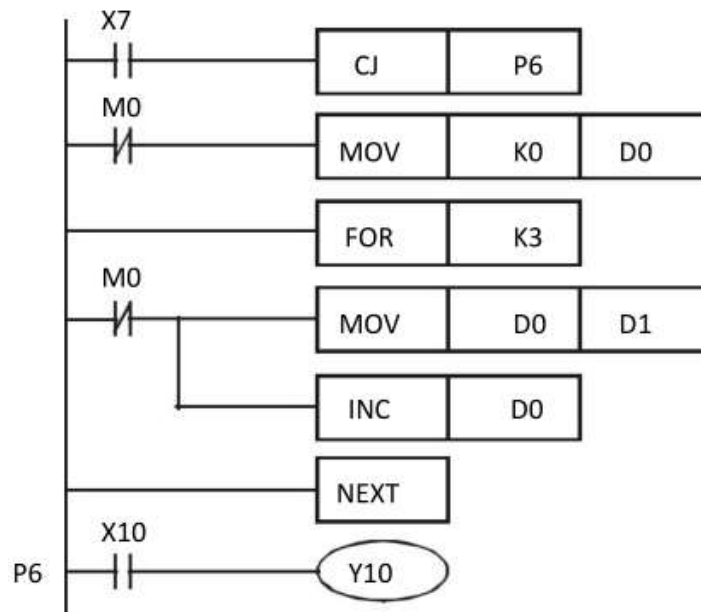 X7
CJ P6
M0
MOV K0 D0
FOR K3
M0
MOV D0 D1
INC D0
NEXT
X10
P6 Y10